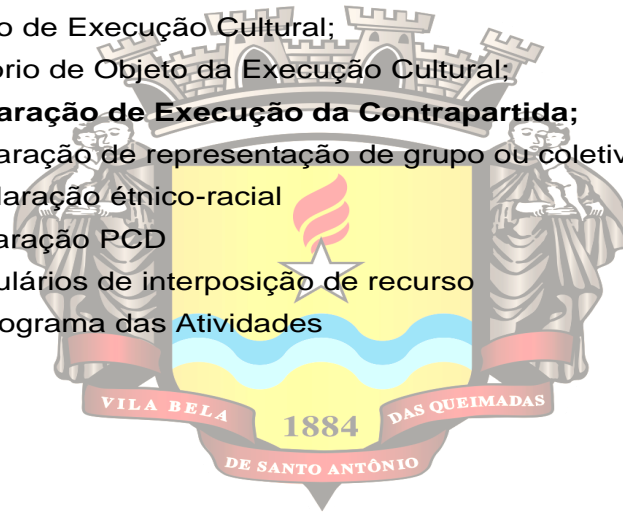 o de Execução Cultural;
ório de Objeto da Execução Cultural;
aração de Execução da Contrapartida;
aração de representação de grupo ou coletiv
laração étnico-racial
aração PCD
ulários de interposição de recurso
ograma das Atividades
VILA BELA
1884
DAS QUEIMADAS
DE SANTO ANTÔNIO